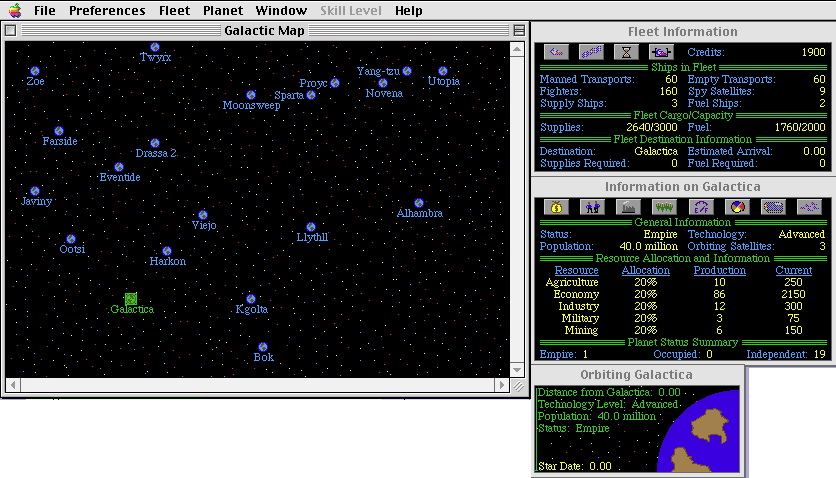 File Preferences Fleet Planet Window Skill Level Help
Galactic Map
Twyrx
Zoe
Yang-tzu
Utopia
Proyc
Novena
Sparta
Moonsweep
Farside
Drassa 2
Eventide
Javiny
Alhambra
Viejo
Llythll
Ootsi
Harkon
Galactica
Kgolta
Bok
Fleet Information
Credits: 1900
Ships in Fleet
Manned Transports: 60 Empty Transports: 60
Fighters: 160 Spy Satellites: 9
Supply Ships: 3 Fuel Ships: 2
Fleet Cargo/Capacity
Supplies: 2640/3000 Fuel: 1760/2000
Fleet Destination Information
Destination: Galactica Estimated Arrival: 0.00
Supplies Required: 0 Fuel Required: 0
Information on Galactica
General Information
Status: Empire Technology: Advanced
Population: 40.0 million Orbiting Satellites: 3
Resource Allocation and Information
Resource Allocation Production Current
Agriculture 20% 10 250
Economy 20% 86 2150
Industry 20% 12 300
Military 20% 3 75
Mining 20% 6 150
Planet Status Summary
Empire: 1 Occupied: 0 Independent: 19
Orbiting Galactica
Distance from Galactica: 0.00
Technology Level: Advanced
Population: 40.0 million
Status: Empire
Star Date: 0.00